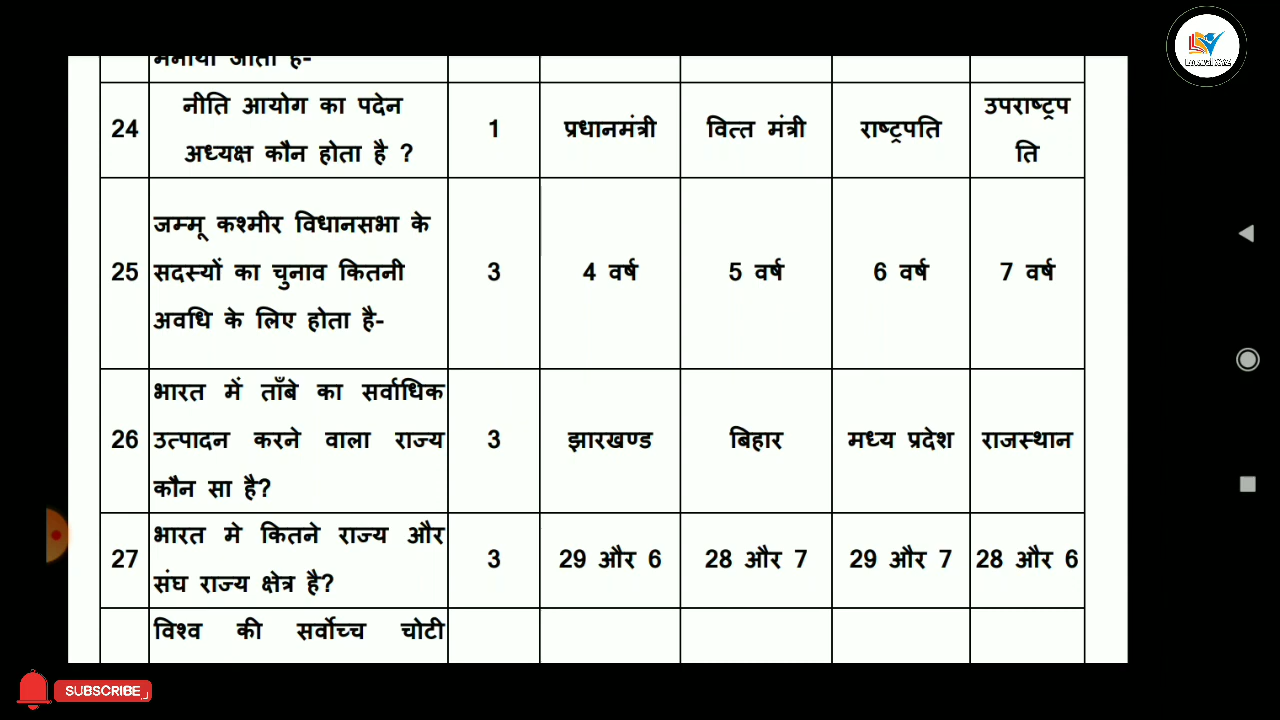 24 नीति आयोग का पदेन अध्यक्ष कौन होता है ? 1 प्रधानमंत्री वित्त मंत्री राष्ट्रपति उपराष्ट्रपति
25 जम्मू कश्मीर विधानसभा के सदस्यों का चुनाव कितनी अवधि के लिए होता है- 3 4 वर्ष 5 वर्ष 6 वर्ष 7 वर्ष
26 भारत में ताँबे का सर्वाधिक उत्पादन करने वाला राज्य कौन सा है? 3 झारखण्ड बिहार मध्य प्रदेश राजस्थान
27 भारत मे कितने राज्य और संघ राज्य क्षेत्र है? 3 29 और 6 28 और 7 29 और 7 28 और 6
विश्व की सर्वोच्च चोटी
SUBSCRIBE